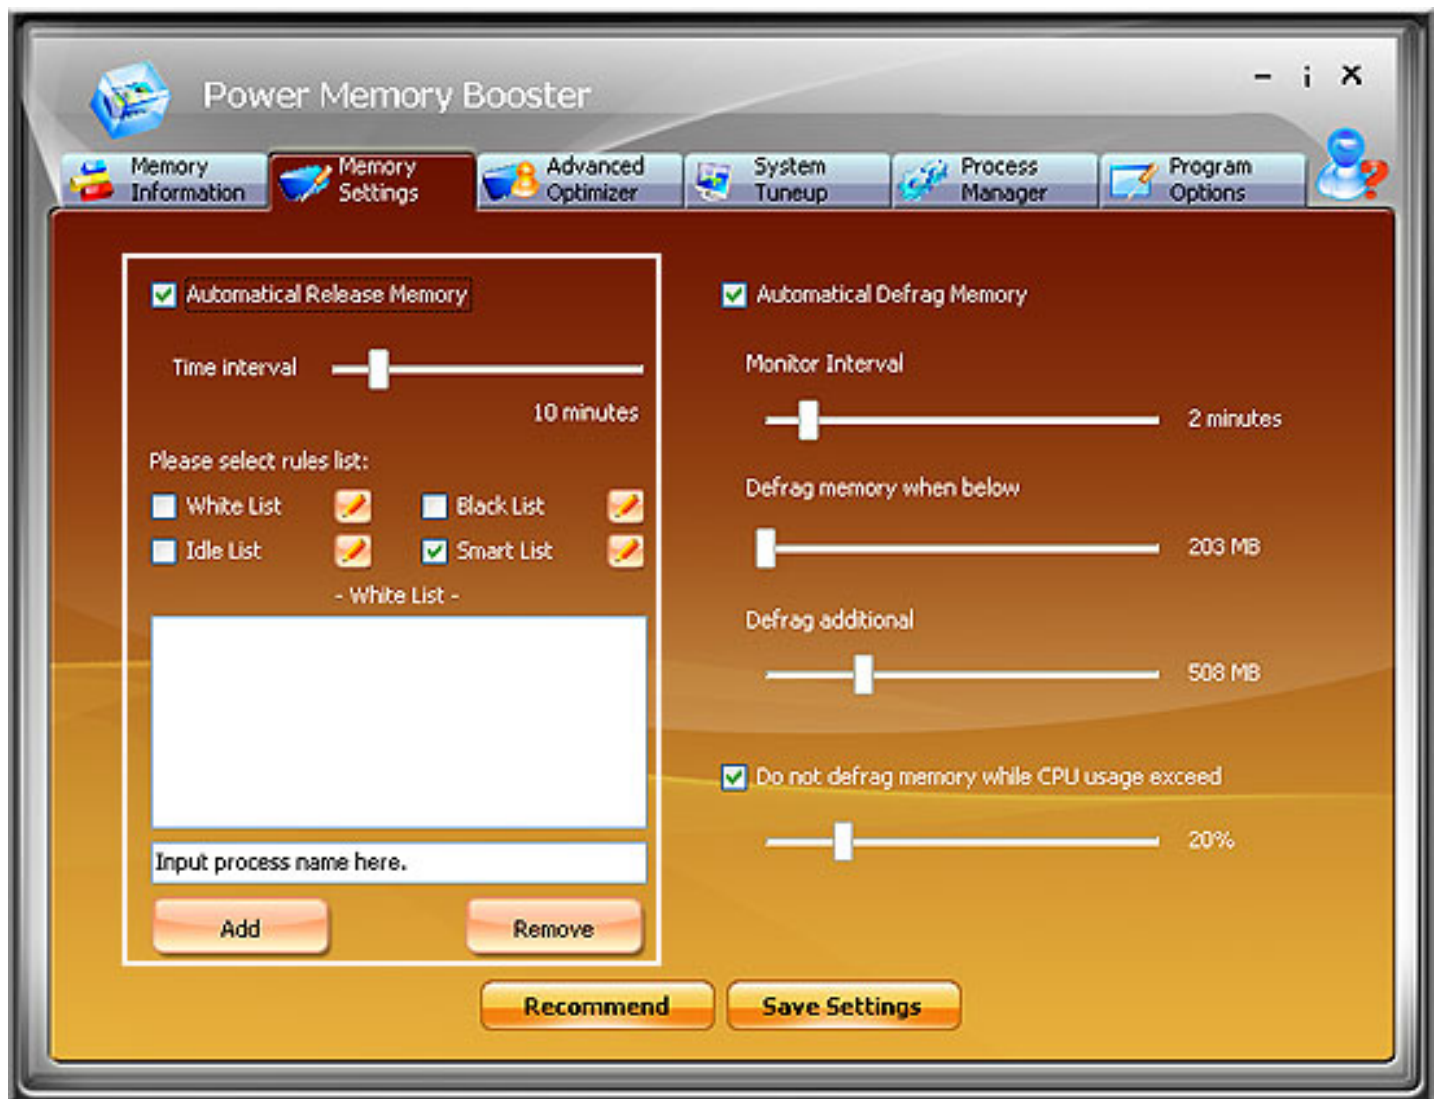 Power Memory Booster
Memory Information
Memory Settings
Advanced Optimizer
System Tuneup
Process Manager
Program Options
Automatical Release Memory
Time interval
10 minutes
Please select rules list:
White List
Black List
Idle List
Smart List
- White List -
Input process name here.
Add
Remove
Automatical Defrag Memory
Monitor Interval
2 minutes
Defrag memory when below
203 MB
Defrag additional
508 MB
Do not defrag memory while CPU usage exceed
20%
Recommend
Save Settings